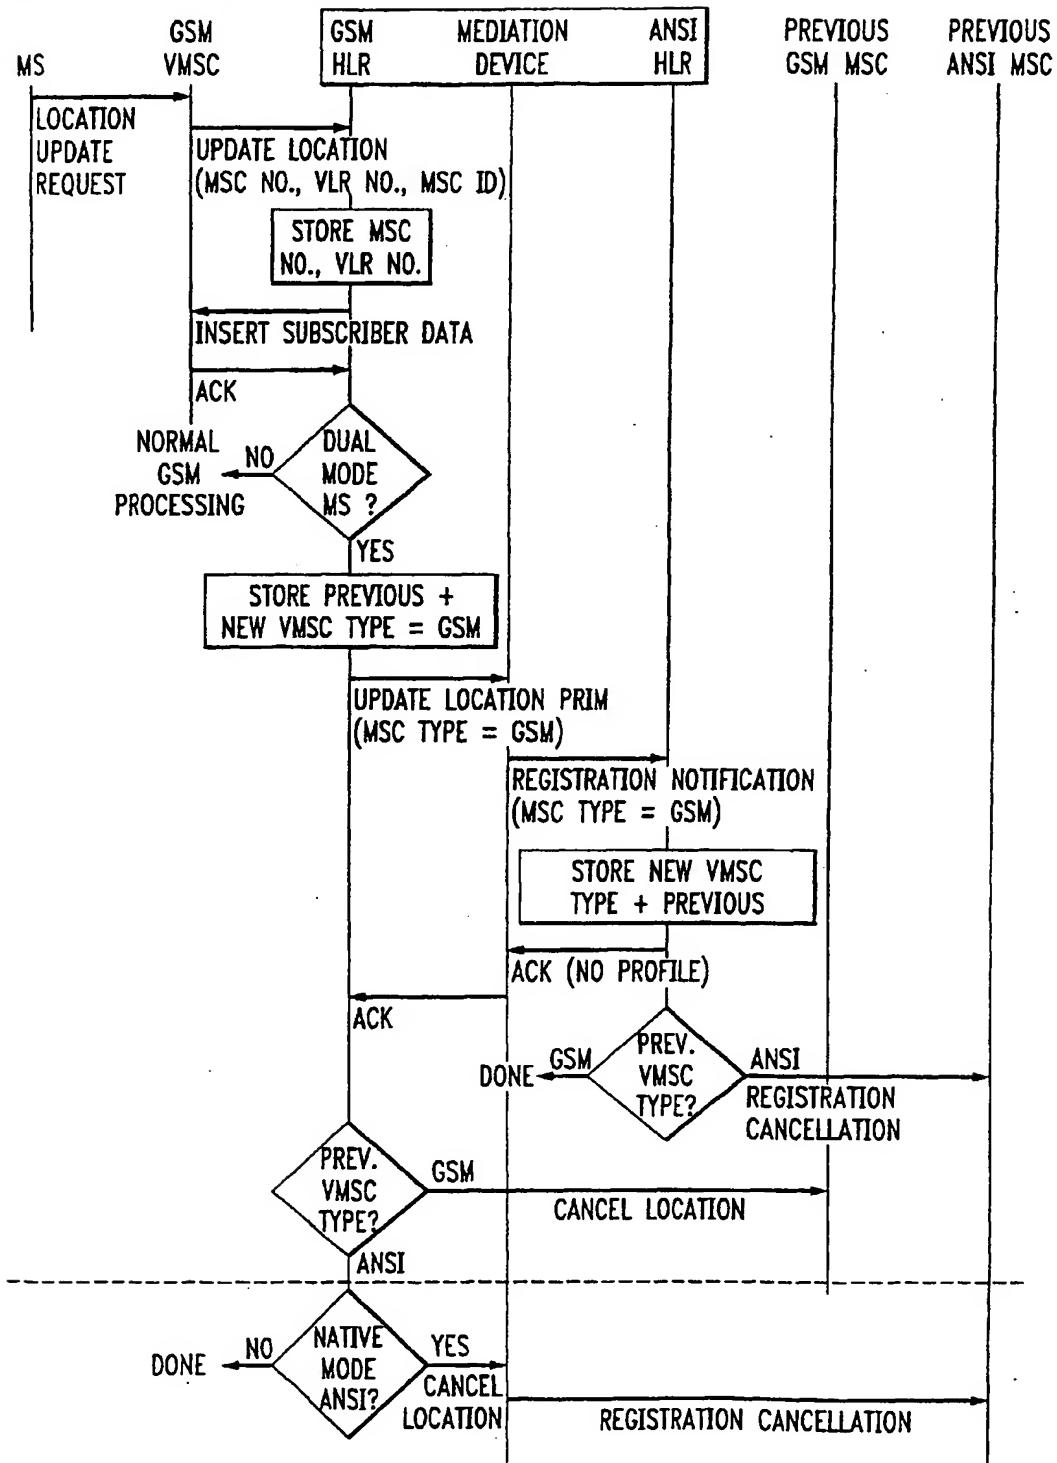 MS
GSM
VMSC
GSM
HLR
MEDIATION
DEVICE
ANSI
HLR
PREVIOUS
GSM MSC
PREVIOUS
ANSI MSC
LOCATION
UPDATE
REQUEST
UPDATE LOCATION
(MSC NO., VLR NO., MSC ID)
STORE MSC
NO., VLR NO.
INSERT SUBSCRIBER DATA
ACK
DUAL
MODE
MS ?
NO
NORMAL
GSM
PROCESSING
YES
STORE PREVIOUS +
NEW VMSC TYPE = GSM
UPDATE LOCATION PRIM
(MSC TYPE = GSM)
REGISTRATION NOTIFICATION
(MSC TYPE = GSM)
STORE NEW VMSC
TYPE + PREVIOUS
ACK (NO PROFILE)
ACK
PREV.
VMSC
TYPE?
GSM
DONE
ANSI
REGISTRATION
CANCELLATION
PREV.
VMSC
TYPE?
GSM
CANCEL LOCATION
ANSI
NATIVE
MODE
ANSI?
NO
DONE
YES
CANCEL
LOCATION
REGISTRATION CANCELLATION